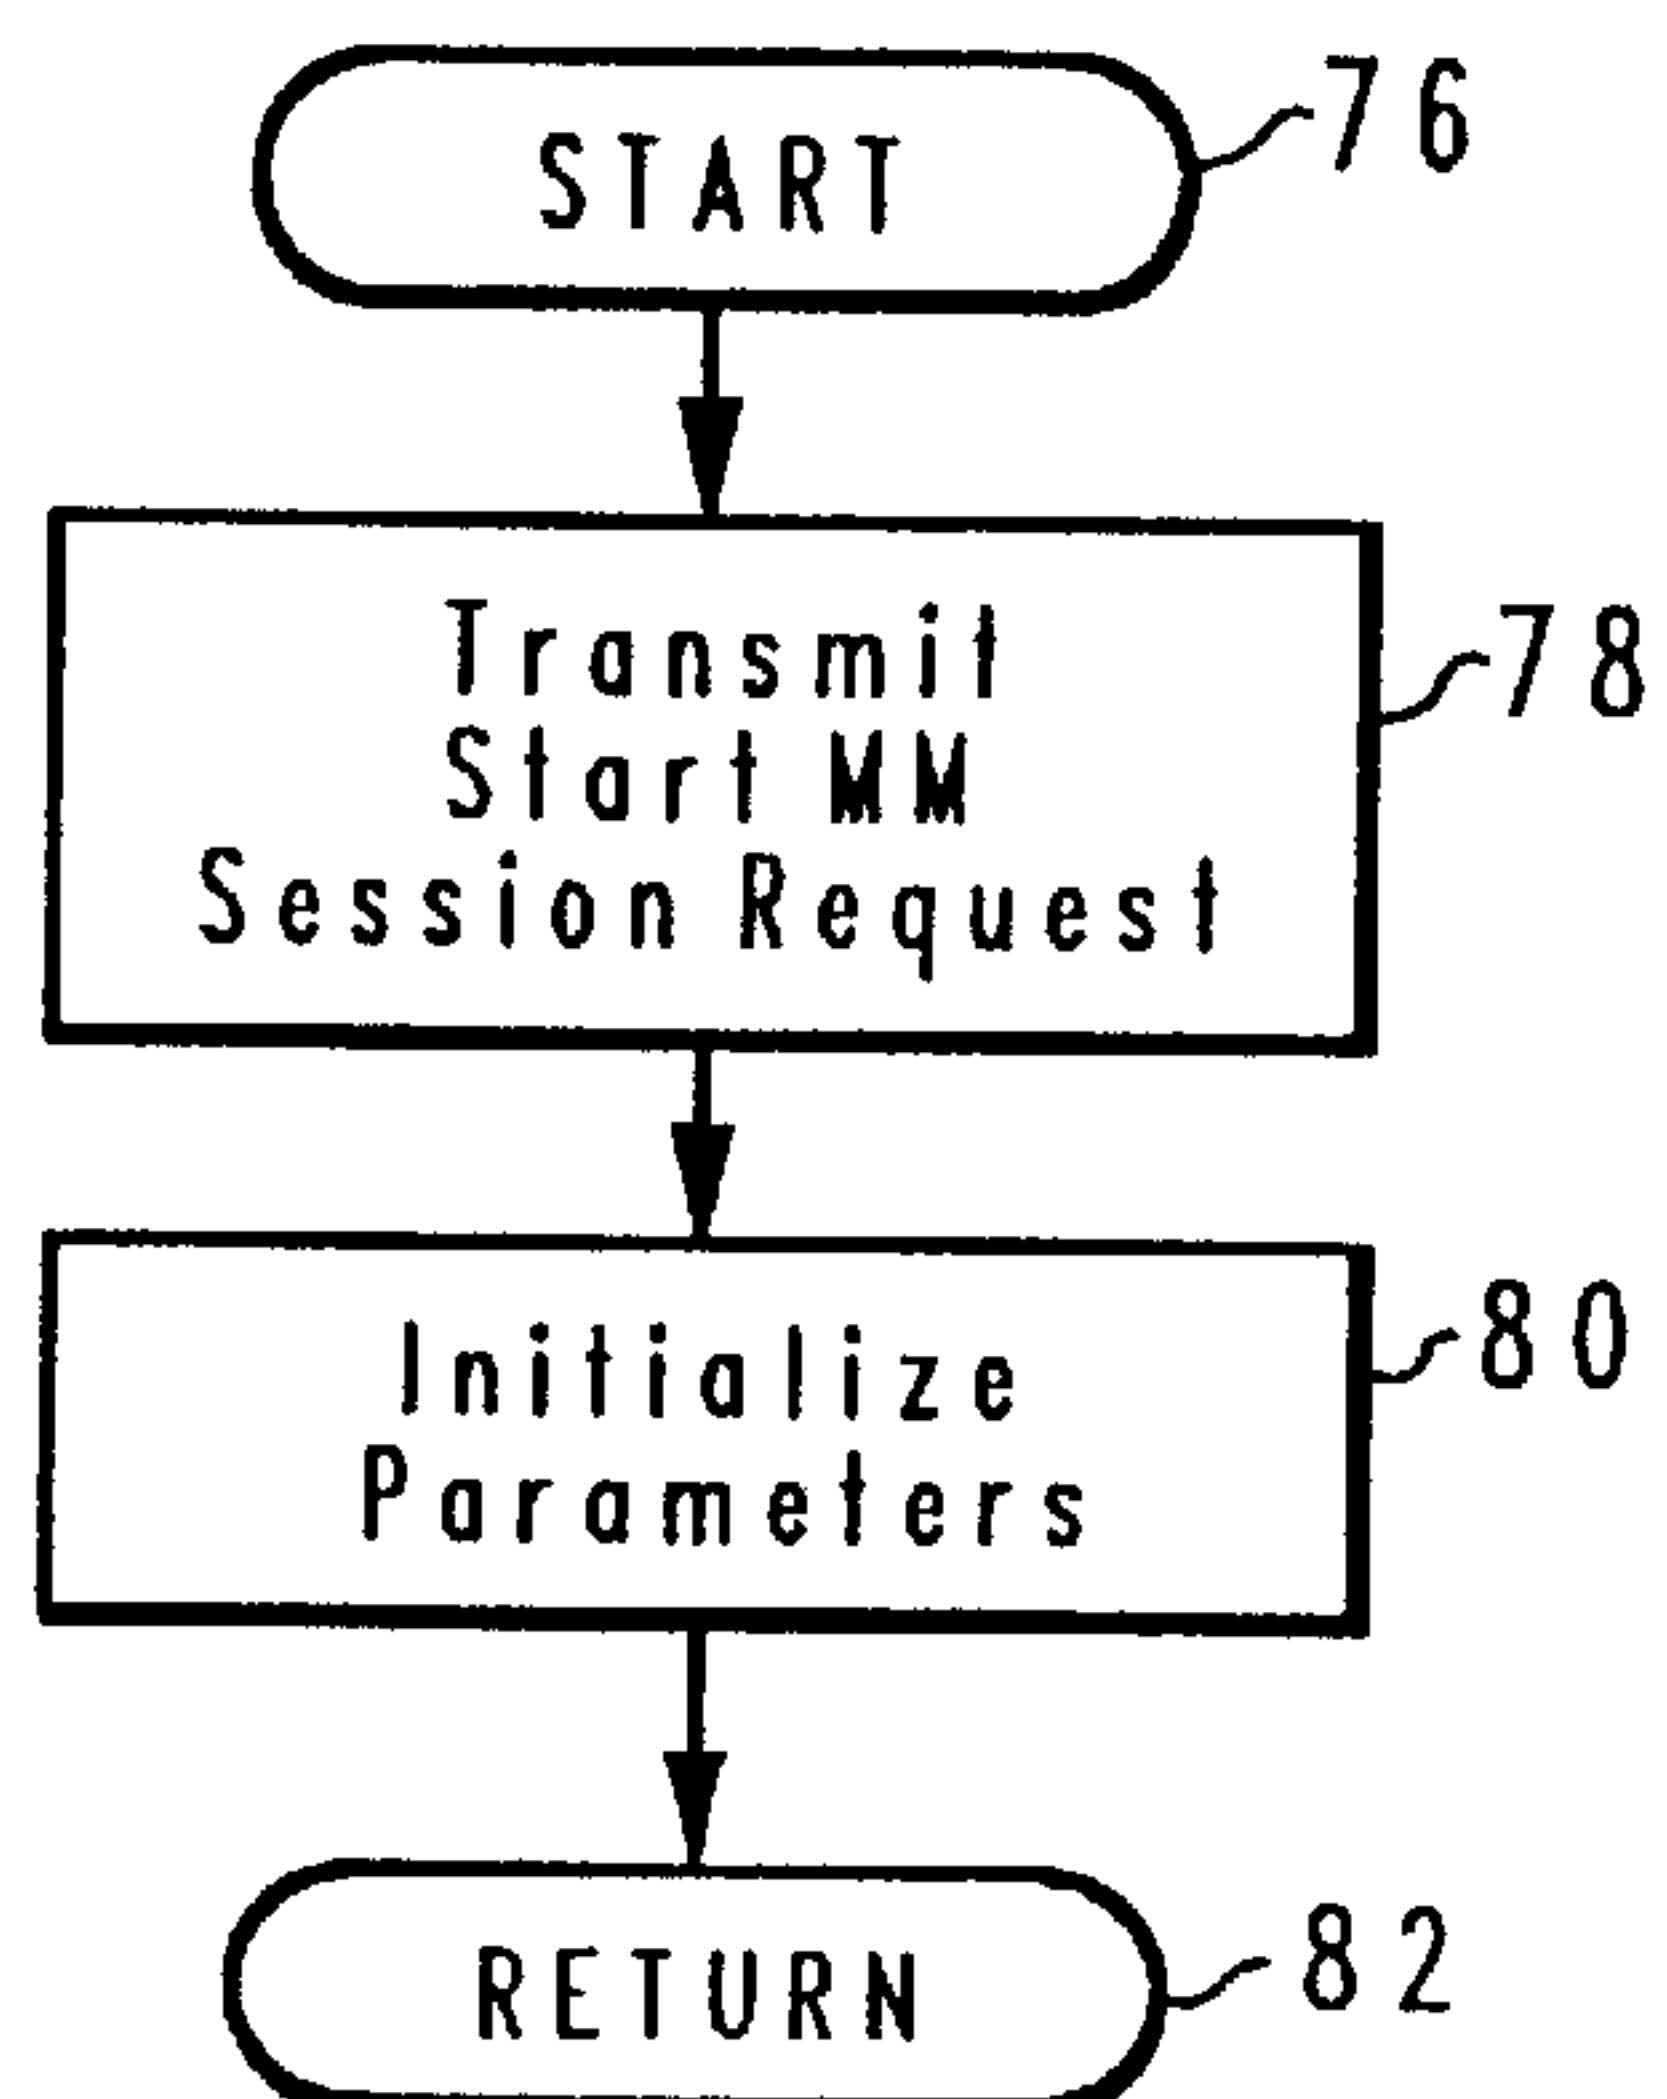 START
76
Transmit
Start MM
Session Request
78
Initialize
Parameters
80
RETURN
82